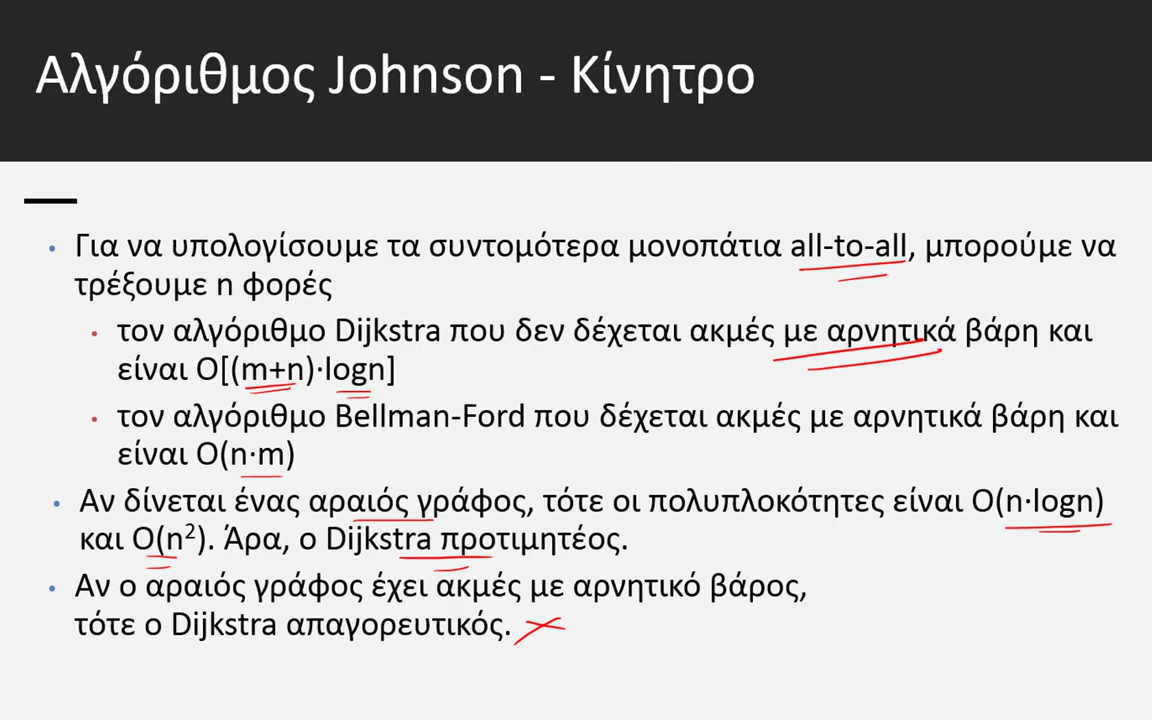 Αλγόριθμος Johnson - Κίνητρο
• Για να υπολογίσουμε τα συντομότερα μονοπάτια all-to-all, μπορούμε να
τρέξουμε n φορές
• τον αλγόριθμο Dijkstra που δεν δέχεται ακμές με αρνητικά βάρη και
είναι O[(m+n)·logn]
• τον αλγόριθμο Bellman-Ford που δέχεται ακμές με αρνητικά βάρη και
είναι O(n·m)
• Αν δίνεται ένας αραιός γράφος, τότε οι πολυπλοκότητες είναι O(n·logn)
και O(n²). Άρα, ο Dijkstra προτιμητέος.
• Αν ο αραιός γράφος έχει ακμές με αρνητικό βάρος,
τότε ο Dijkstra απαγορευτικός.